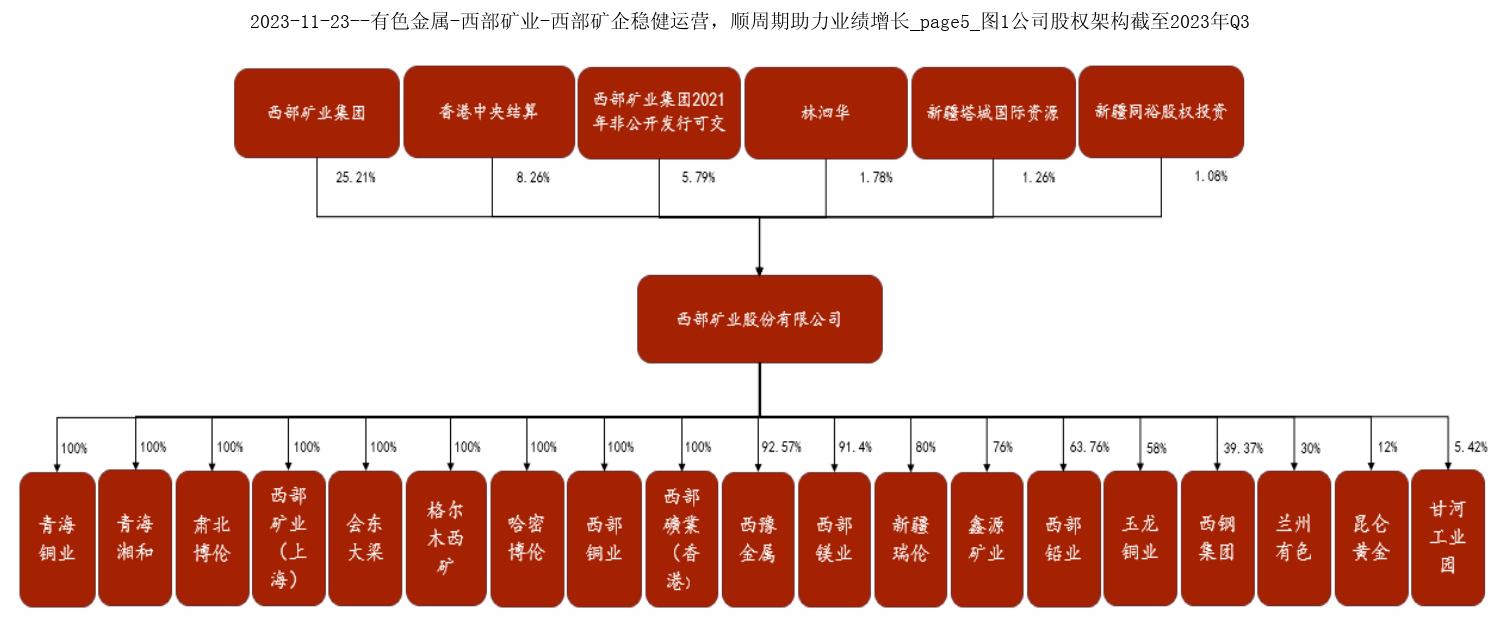 2023-11-23--有色金属-西部矿业-西部矿企稳健运营，顺周期助力业绩增长_page5_图1公司股权架构截至2023年Q3
西部矿业集团
香港中央结算
西部矿业集团2021
年非公开发行可交
林泗华
新疆塔城国际资源
新疆同裕股权投资
25.21%
8.26%
5.79%
1.78%
1.26%
1.08%
西部矿业股份有限公司
100%
100%
100%
100%
100%
100%
100%
100%
100%
92.57%
91.4%
80%
76%
63.76%
58%
39.37%
30%
12%
5.42%
青海
铜业
青海
湘和
肃北
博伦
西部
矿业
（上
海）
会东
大梁
格尔
木西
矿
哈密
博伦
西部
铜业
西部
礦業
（香
港）
西豫
金属
西部
镁业
新疆
瑞伦
鑫源
矿业
西部
铅业
玉龙
铜业
西钢
集团
兰州
有色
昆仑
黄金
甘河
工业
园